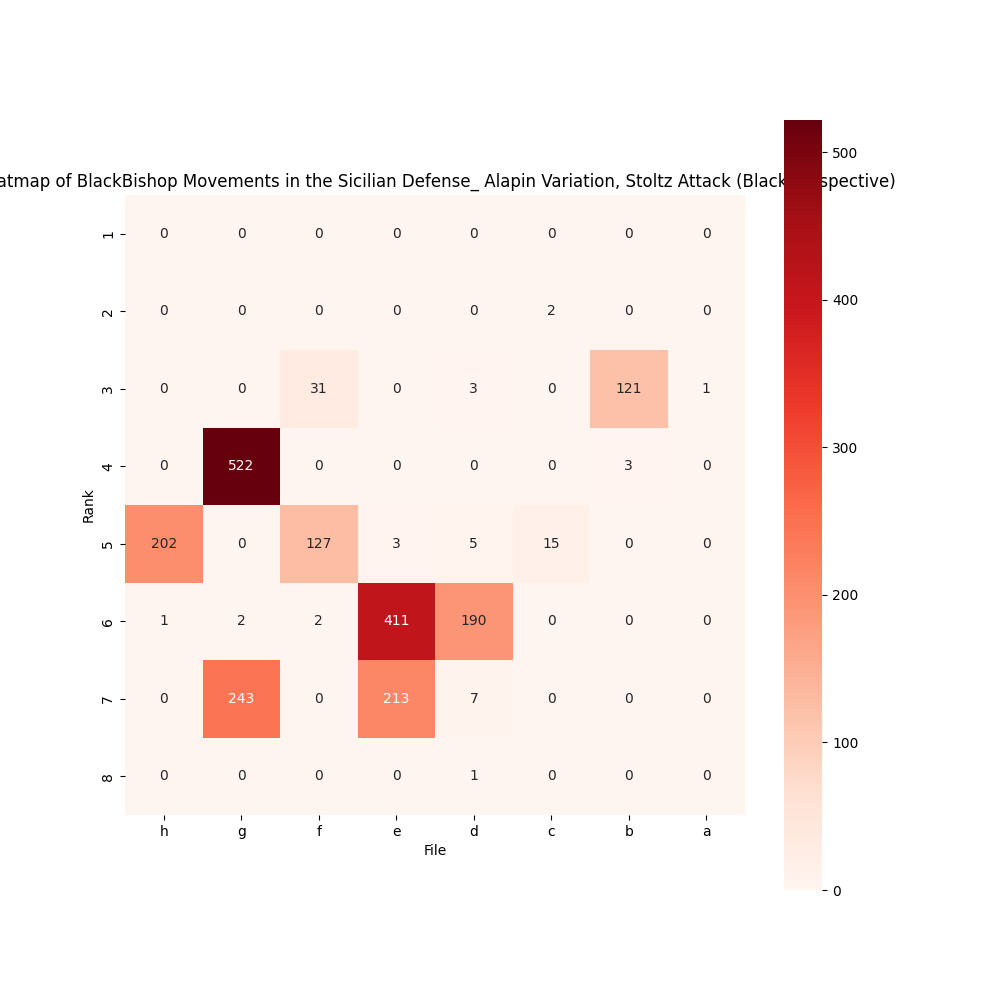 atmap of BlackBishop Movements in the Sicilian Defense_ Alapin Variation, Stoltz Attack (Black spective)
1 0 0 0 0 0 0 0 0
2 0 0 0 0 0 2 0 0
3 0 0 31 0 3 0 121 1
4 0 522 0 0 0 0 3 0
Rank
5 202 0 127 3 5 15 0 0
6 1 2 2 411 190 0 0 0
7 0 243 0 213 7 0 0 0
8 0 0 0 0 1 0 0 0
h g f e d c b a
File
500
400
300
200
100
0